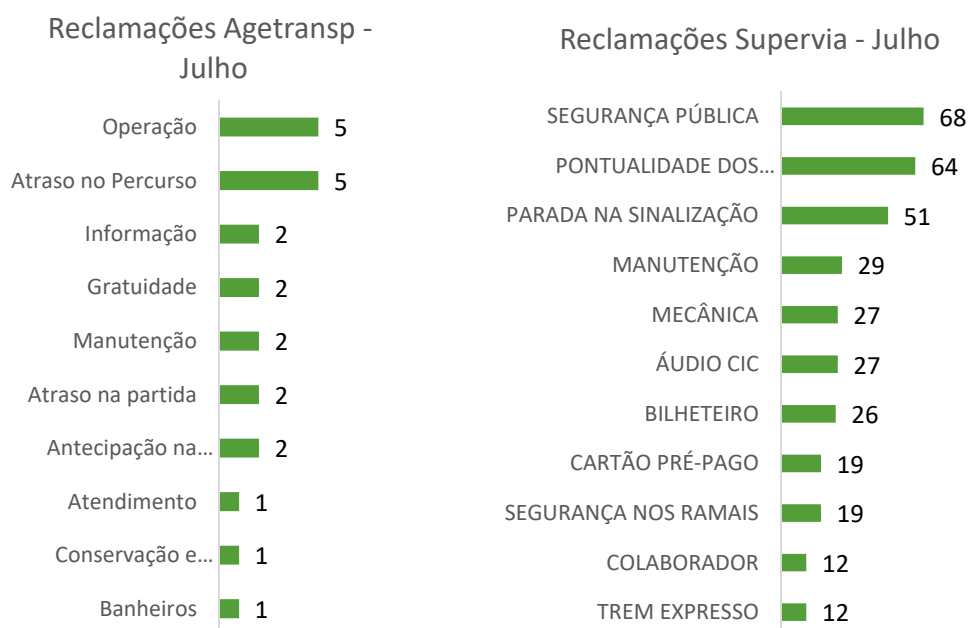 Reclamações Agetransp -
Julho
Operação 5
Atraso no Percurso 5
Informação 2
Gratuidade 2
Manutenção 2
Atraso na partida 2
Antecipação na... 2
Atendimento 1
Conservação e... 1
Banheiros 1
Reclamações Supervia - Julho
SEGURANÇA PÚBLICA 68
PONTUALIDADE DOS... 64
PARADA NA SINALIZAÇÃO 51
MANUTENÇÃO 29
MECÂNICA 27
ÁUDIO CIC 27
BILHETEIRO 26
CARTÃO PRÉ-PAGO 19
SEGURANÇA NOS RAMAIS 19
COLABORADOR 12
TREM EXPRESSO 12